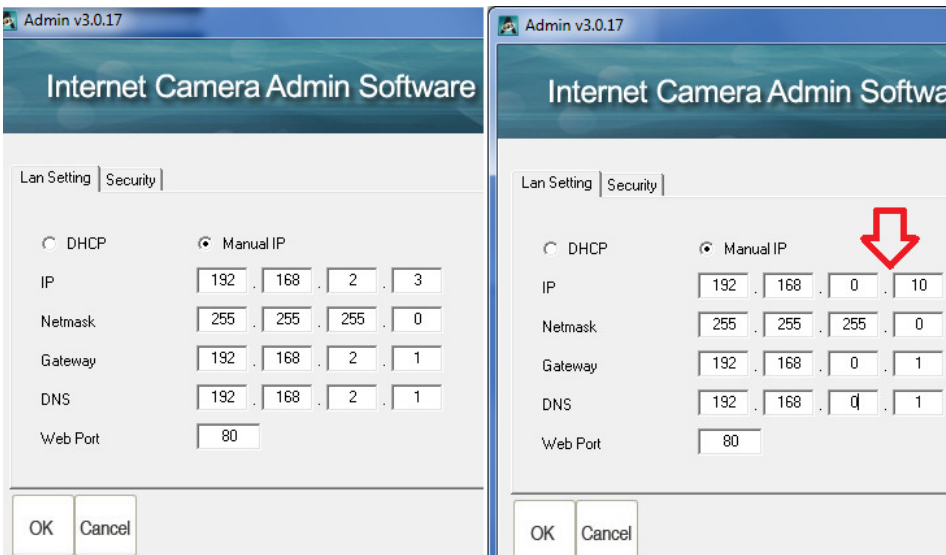 Admin v3.0.17
Internet Camera Admin Software
Lan Setting Security
DHCP Manual IP
IP 192 . 168 . 2 . 3
Netmask 255 . 255 . 255 . 0
Gateway 192 . 168 . 2 . 1
DNS 192 . 168 . 2 . 1
Web Port 80
OK Cancel
Admin v3.0.17
Internet Camera Admin Softwa
Lan Setting Security
DHCP Manual IP
IP 192 . 168 . 0 . 10
Netmask 255 . 255 . 255 . 0
Gateway 192 . 168 . 0 . 1
DNS 192 . 168 . 0 . 1
Web Port 80
OK Cancel